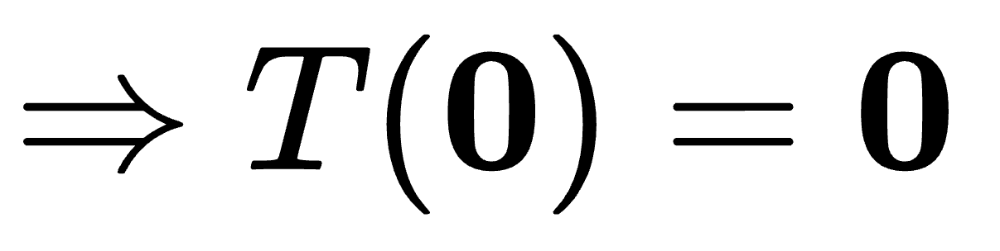 ⇒ T(𝟎) = 𝟎